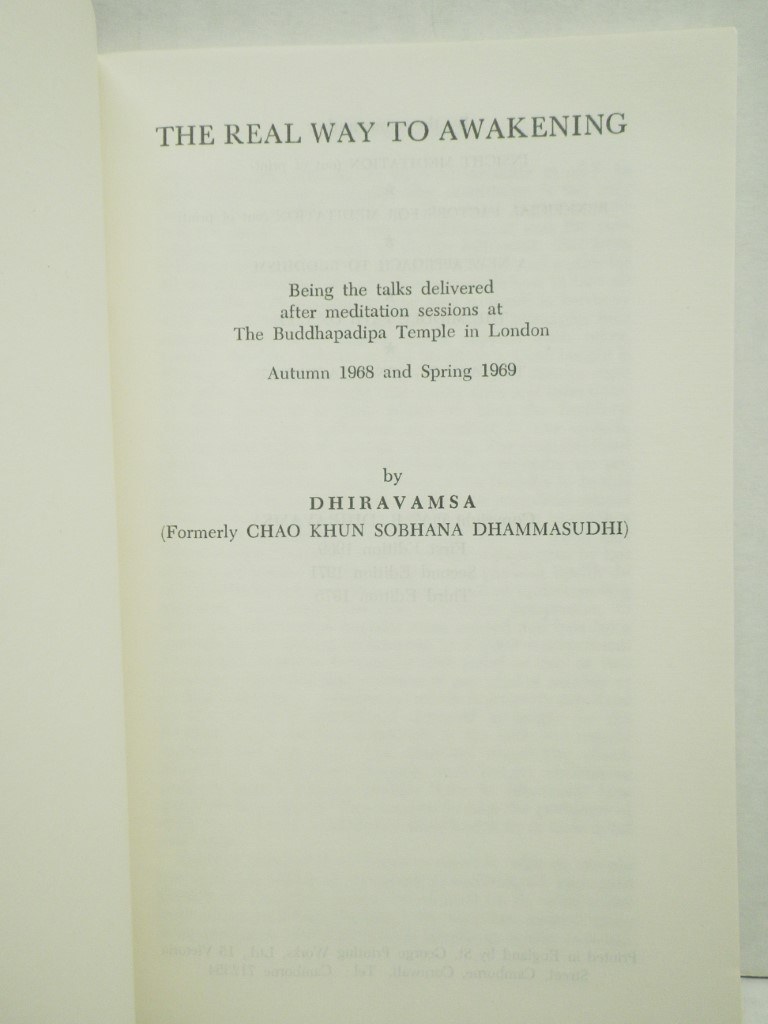 THE REAL WAY TO AWAKENING
Being the talks delivered
after meditation sessions at
The Buddhapadipa Temple in London
Autumn 1968 and Spring 1969
by
DHIRAVAMSA
(Formerly CHAO KHUN SOBHANA DHAMMASUDHI)